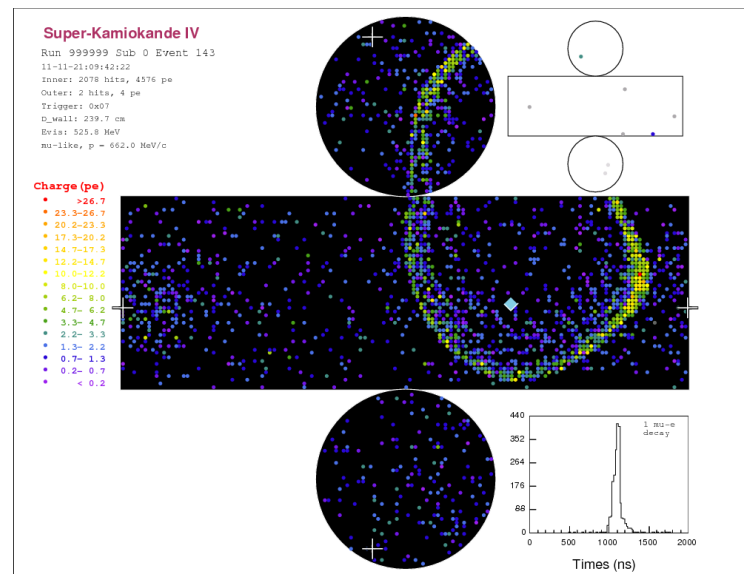 Super-Kamiokande IV
Run 999999 Sub 0 Event 143
11-11-21:09:42:22
Inner: 2078 hits, 4576 pe
Outer: 2 hits, 4 pe
Trigger: 0x07
D_wall: 239.7 cm
Evis: 525.8 MeV
mu-like, p = 662.0 MeV/c
Charge(pe)
>26.7
23.3-26.7
20.2-23.3
17.3-20.2
14.7-17.3
12.2-14.7
10.0-12.2
8.0-10.0
6.2- 8.0
4.7- 6.2
3.3- 4.7
2.2- 3.3
1.3- 2.2
0.7- 1.3
0.2- 0.7
< 0.2
1 mu-e
decay
440
352
264
176
88
0
0 500 1000 1500 2000
Times (ns)